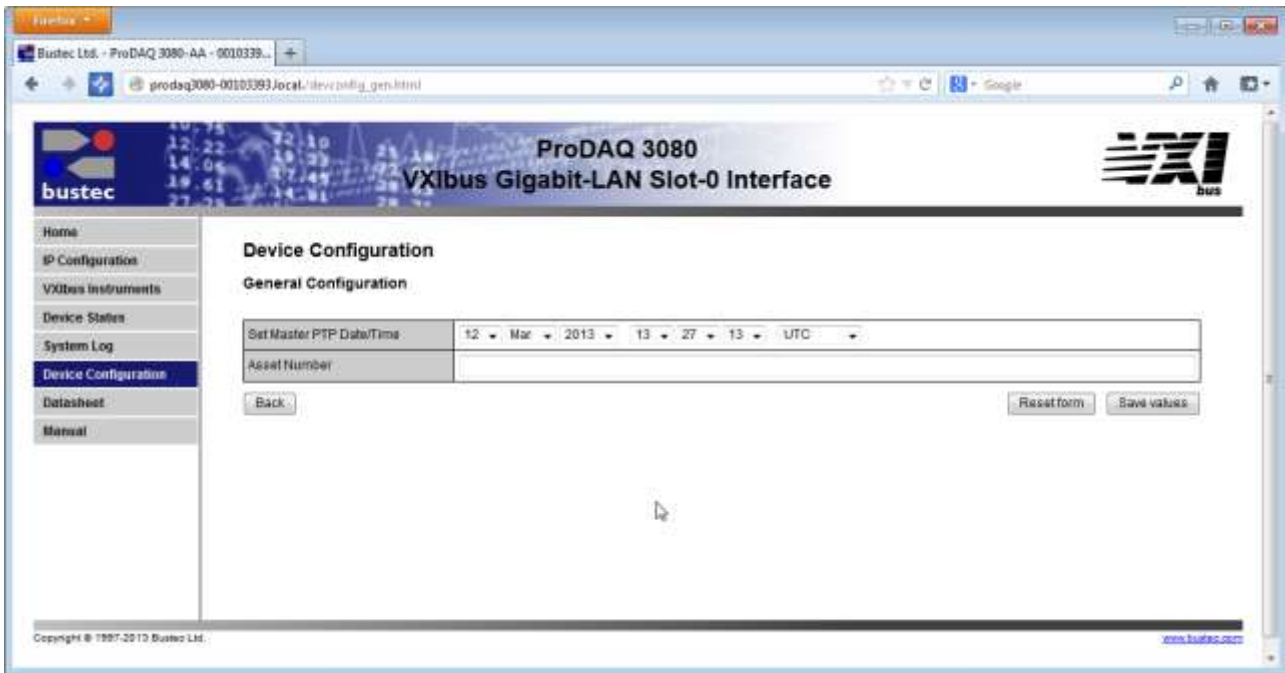 Firefox
Bustec Ltd. - ProDAQ 3080-AA - 0010339...
prodaq3080-00103393.local./devconfig_gen.html
Google
bustec
ProDAQ 3080
VXIbus Gigabit-LAN Slot-0 Interface
VXI
bus
Home
IP Configuration
VXIbus Instruments
Device Status
System Log
Device Configuration
Datasheet
Manual
Device Configuration
General Configuration
Set Master PTP Date/Time 12 Mar 2013 13 27 13 UTC
Asset Number
Back Reset form Save values
Copyright © 1997-2013 Bustec Ltd.
www.bustec.com